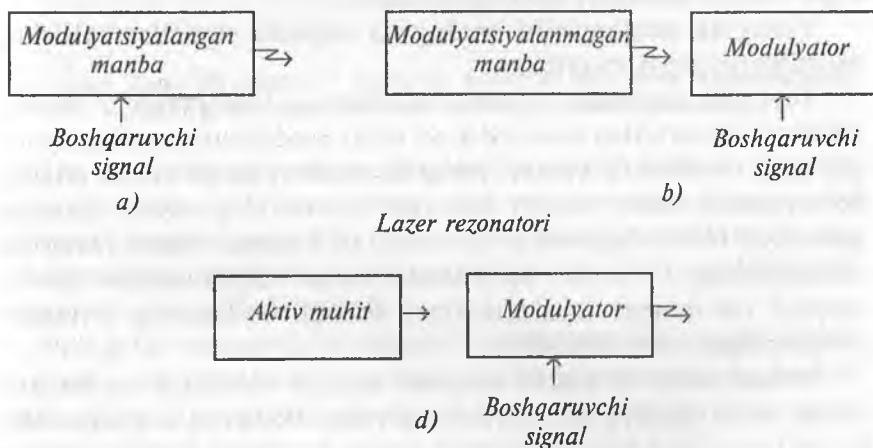 Modulyatsiyalangan
manba
Boshqaruvchi
signal
a)
Modulyatsiyalanmagan
manba
Modulyator
Boshqaruvchi
signal
b)
Lazer rezonatori
Aktiv muhit
Modulyator
Boshqaruvchi
signal
d)